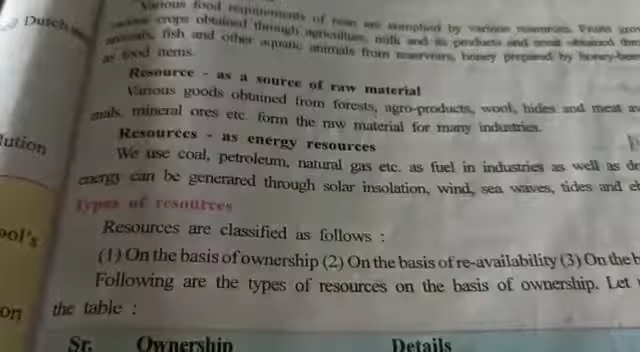 Dutch
Various food requirements of man are
crops obtained through agriculture, milk and its products and
animals, fish and other aquatic animals from reservoirs, honey prepared by honey-bees
as food items.
Resource - as a source of raw material
Various goods obtained from forests, agro-products, wool, hides and meat
mals, mineral ores etc. form the raw material for many industries.
Resources - as energy resources
lution
We use coal, petroleum, natural gas etc. as fuel in industries as well as do
energy can be generared through solar insolation, wind, sea waves, tides and
Types of resources
Resources are classified as follows :
ool's
(1) On the basis of ownership (2) On the basis of re-availability (3) On the b
Following are the types of resources on the basis of ownership. Let
on
the table :
Sr. Ownership Details